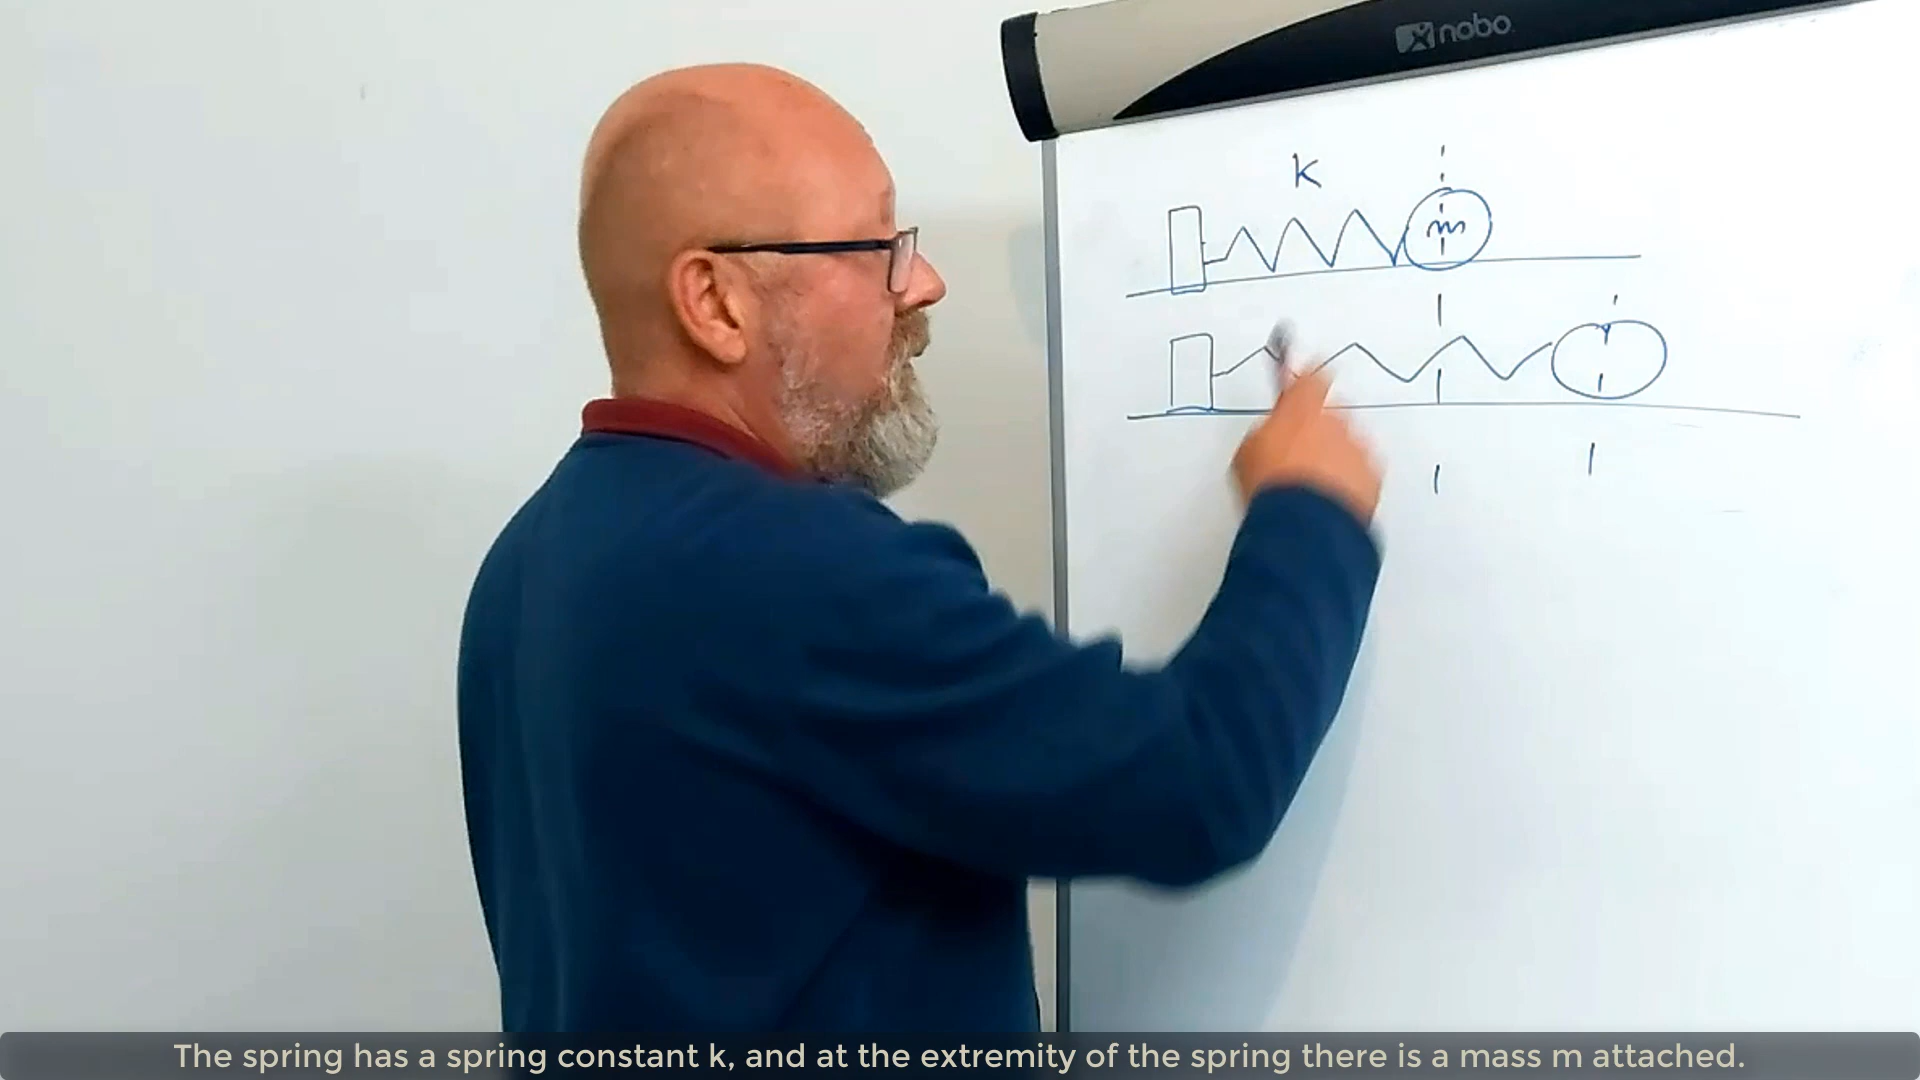 nobo
K
m
The spring has a spring constant k, and at the extremity of the spring there is a mass m attached.